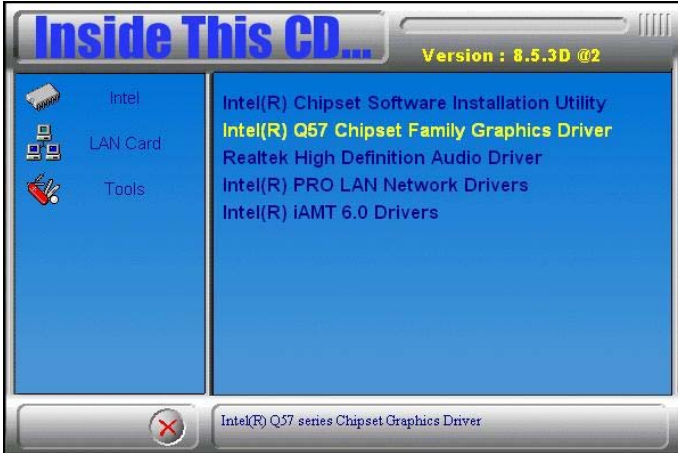 Inside This CD...
Version : 8.5.3D @2
Intel
LAN Card
Tools
Intel(R) Chipset Software Installation Utility
Intel(R) Q57 Chipset Family Graphics Driver
Realtek High Definition Audio Driver
Intel(R) PRO LAN Network Drivers
Intel(R) iAMT 6.0 Drivers
Intel(R) Q57 series Chipset Graphics Driver